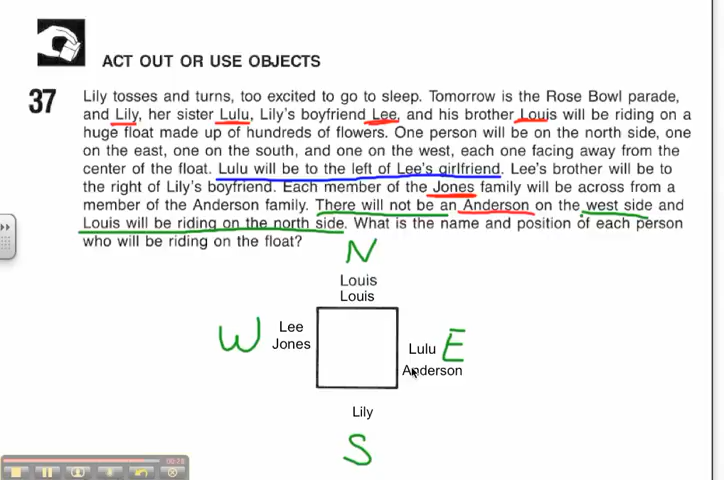 ACT OUT OR USE OBJECTS
37 Lily tosses and turns, too excited to go to sleep. Tomorrow is the Rose Bowl parade,
and Lily, her sister Lulu, Lily's boyfriend Lee, and his brother Louis will be riding on a
huge float made up of hundreds of flowers. One person will be on the north side, one
on the east, one on the south, and one on the west, each one facing away from the
center of the float. Lulu will be to the left of Lee's girlfriend. Lee's brother will be to
the right of Lily's boyfriend. Each member of the Jones family will be across from a
member of the Anderson family. There will not be an Anderson on the west side and
Louis will be riding on the north side. What is the name and position of each person
who will be riding on the float?
N
Louis
Louis
W Lee
Jones
Lulu E
Anderson
Lily
S
00:23